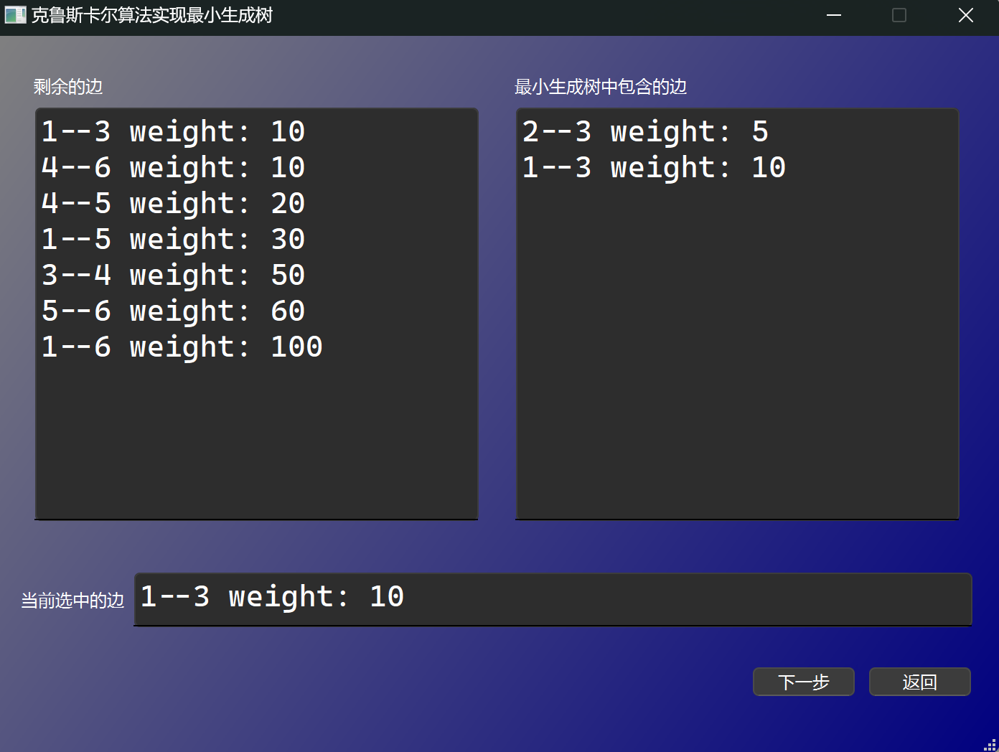 克鲁斯卡尔算法实现最小生成树
剩余的边
1--3 weight: 10
4--6 weight: 10
4--5 weight: 20
1--5 weight: 30
3--4 weight: 50
5--6 weight: 60
1--6 weight: 100
最小生成树中包含的边
2--3 weight: 5
1--3 weight: 10
当前选中的边
1--3 weight: 10
下一步
返回